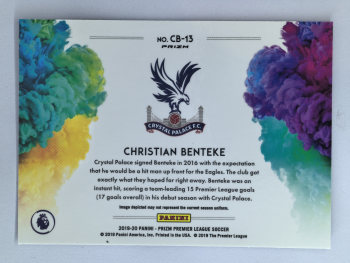 NO. CB-13
PRIZM
CRYSTAL PALACE F.C.
CHRISTIAN BENTEKE
Crystal Palace signed Benteke in 2016 with the expectation
that he would be a hit man up front for the Eagles. The club got
exactly what they hoped for right away. Benteke was an
instant hit, scoring a team-leading 15 Premier League goals
(17 goals overall) in his debut season with Crystal Palace.
Image depicted may not represent the current season uniform.
PANINI
2019-20 PANINI - PRIZM PREMIER LEAGUE SOCCER
© 2019 Panini America, Inc. Printed in the USA. © 2019 The Premier League